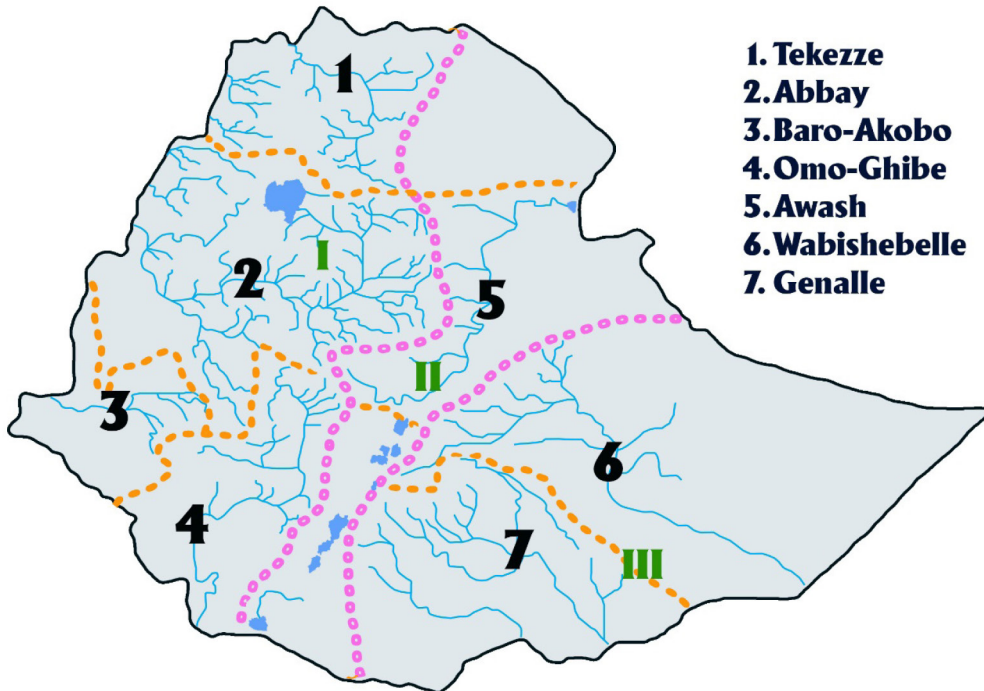 1. Tekezze
2. Abbay
3. Baro-Akobo
4. Omo-Ghibe
5. Awash
6. Wabishebelle
7. Genalle
1
I
2
5
II
3
6
4
7
III